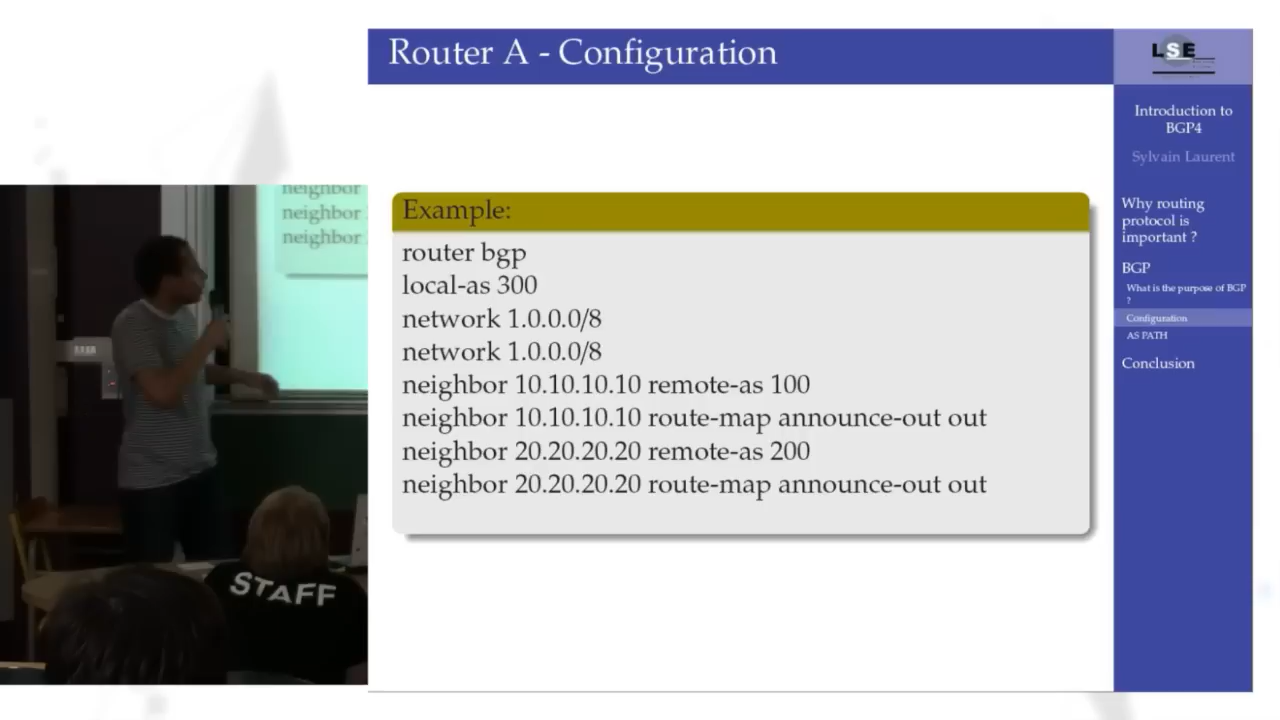 Router A - Configuration
LSE
Introduction to
BGP4
Sylvain Laurent
Why routing
protocol is
important ?
BGP
What is the purpose of BGP
?
Configuration
AS PATH
Conclusion
Example:
router bgp
local-as 300
network 1.0.0.0/8
network 1.0.0.0/8
neighbor 10.10.10.10 remote-as 100
neighbor 10.10.10.10 route-map announce-out out
neighbor 20.20.20.20 remote-as 200
neighbor 20.20.20.20 route-map announce-out out
neighbor
neighbor
neighbor
STAFF